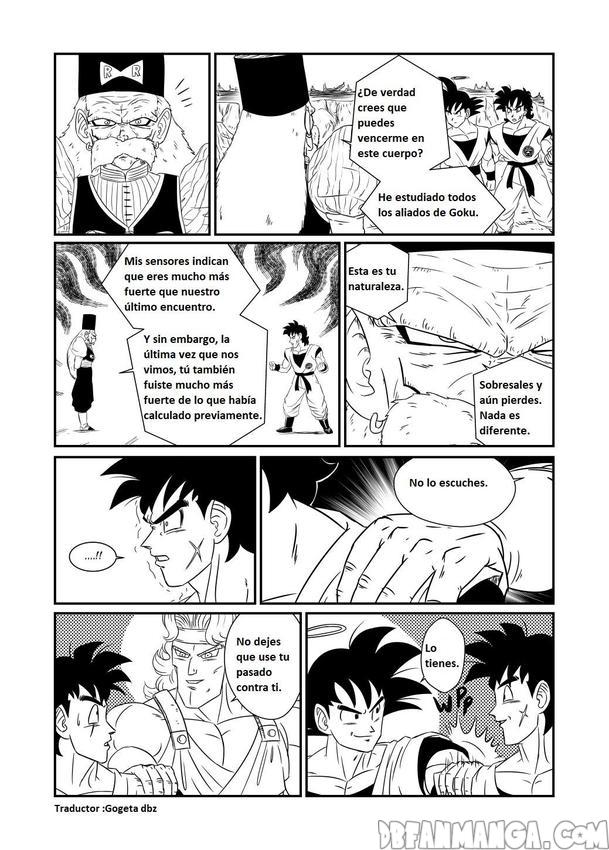 R R
¿De verdad
crees que
puedes
vencerme en
este cuerpo?
He estudiado todos
los aliados de Goku.
Mis sensores indican
que eres mucho más
fuerte que nuestro
último encuentro.
Y sin embargo, la
última vez que nos
vimos, tú también
fuiste mucho más
fuerte de lo que había
calculado previamente.
Esta es tu
naturaleza.
Sobresales y
aún pierdes.
Nada es
diferente.
....!!
No lo escuches.
No dejes
que use tu
pasado
contra ti.
Lo
tienes.
WPP
Traductor :Gogeta dbz
DBFANMANGA.COM